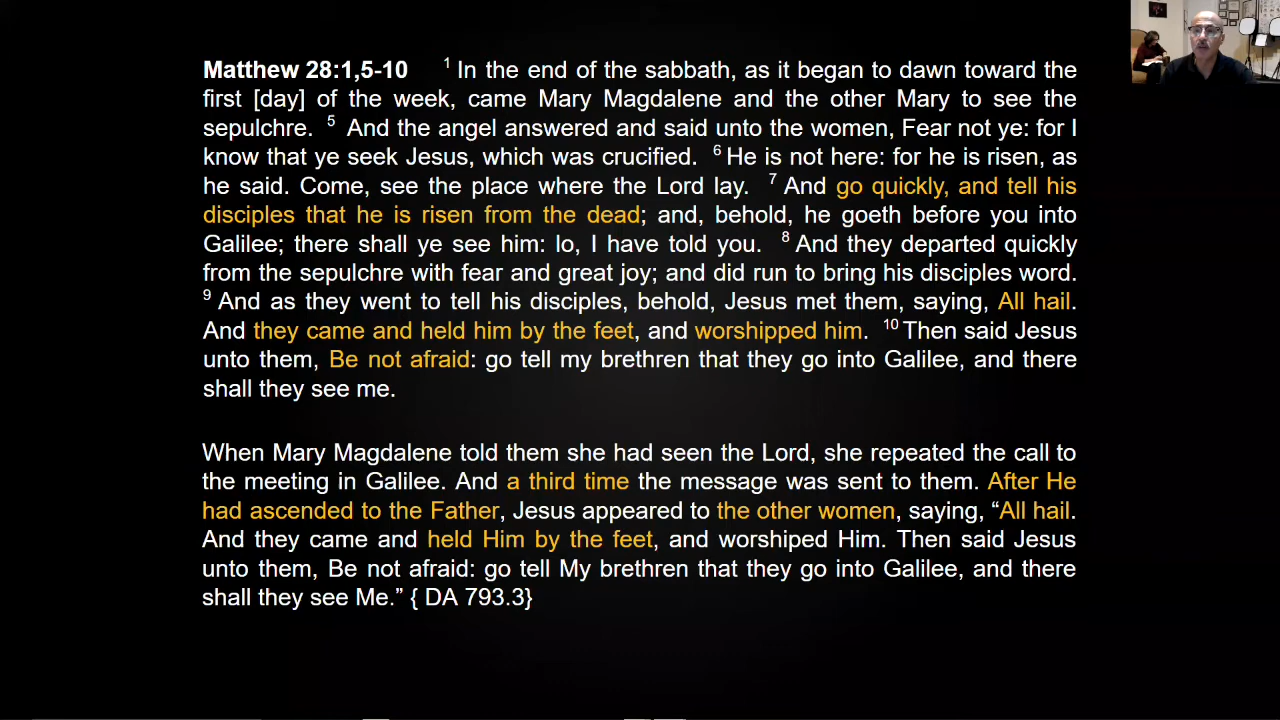 Matthew 28:1,5-10 1 In the end of the sabbath, as it began to dawn toward the
first [day] of the week, came Mary Magdalene and the other Mary to see the
sepulchre. 5 And the angel answered and said unto the women, Fear not ye: for I
know that ye seek Jesus, which was crucified. 6 He is not here: for he is risen, as
he said. Come, see the place where the Lord lay. 7 And go quickly, and tell his
disciples that he is risen from the dead; and, behold, he goeth before you into
Galilee; there shall ye see him: lo, I have told you. 8 And they departed quickly
from the sepulchre with fear and great joy; and did run to bring his disciples word.
9 And as they went to tell his disciples, behold, Jesus met them, saying, All hail.
And they came and held him by the feet, and worshipped him. 10 Then said Jesus
unto them, Be not afraid: go tell my brethren that they go into Galilee, and there
shall they see me.
When Mary Magdalene told them she had seen the Lord, she repeated the call to
the meeting in Galilee. And a third time the message was sent to them. After He
had ascended to the Father, Jesus appeared to the other women, saying, “All hail.
And they came and held Him by the feet, and worshiped Him. Then said Jesus
unto them, Be not afraid: go tell My brethren that they go into Galilee, and there
shall they see Me.” { DA 793.3}